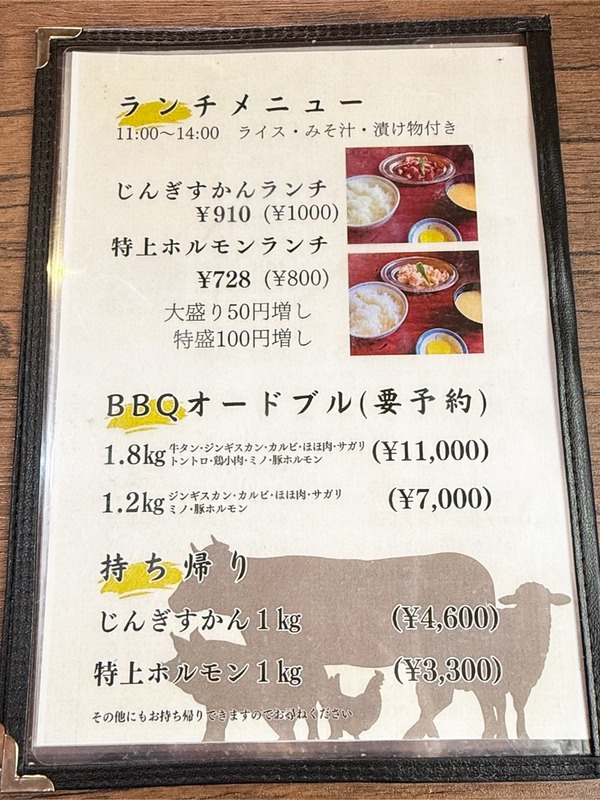 ランチメニュー
11:00〜14:00　ライス・みそ汁・漬け物付き
じんぎすかんランチ
¥910 (¥1000)
特上ホルモンランチ
¥728 (¥800)
大盛り50円増し
特盛100円増し
BBQオードブル(要予約)
1.8kg 牛タン・ジンギスカン・カルビ・ほほ肉・サガリ (¥11,000)
トントロ・鶏小肉・ミノ・豚ホルモン
1.2kg ジンギスカン・カルビ・ほほ肉・サガリ (¥7,000)
ミノ・豚ホルモン
持ち帰り
じんぎすかん1kg (¥4,600)
特上ホルモン1kg (¥3,300)
その他にもお持ち帰りできますのでお尋ねください